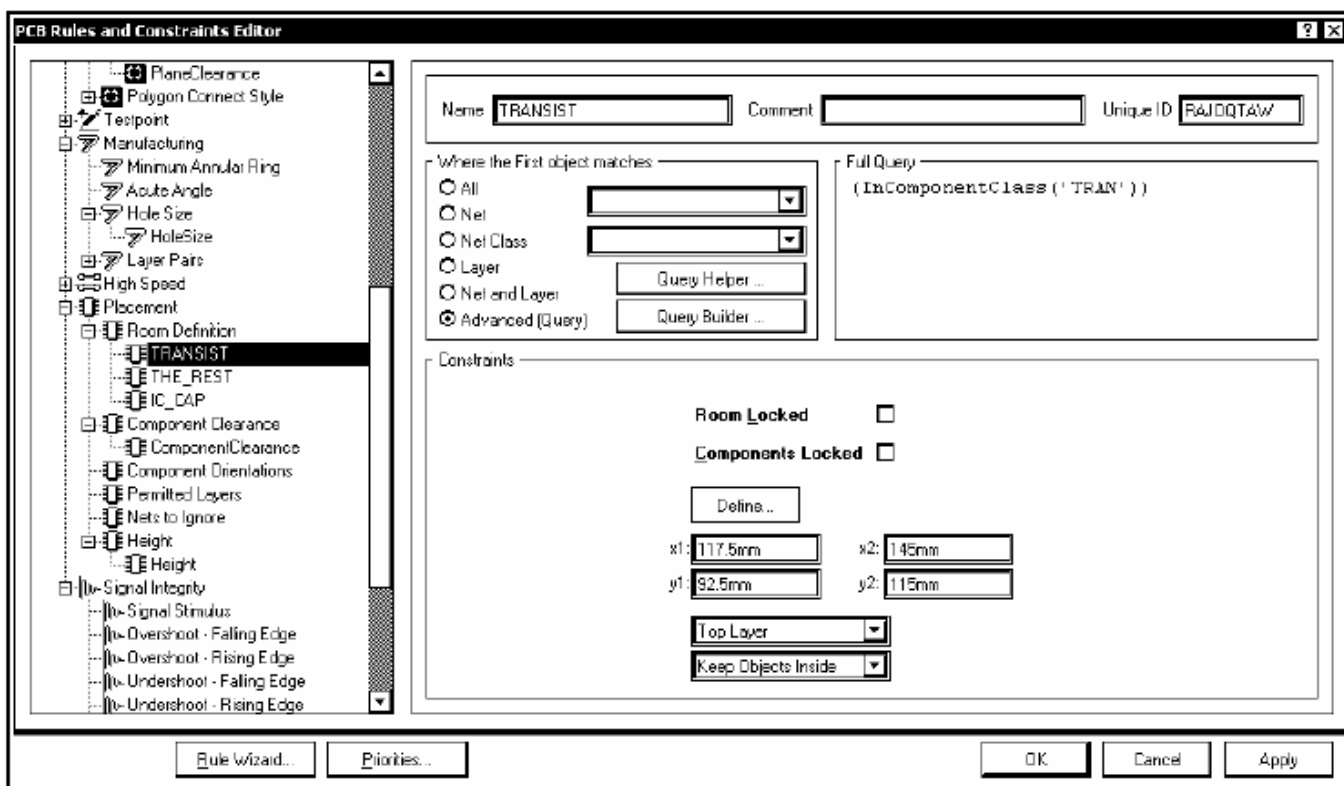 PCB Rules and Constraints Editor
PlaneClearance
Polygon Connect Style
Testpoint
Manufacturing
Minimum Annular Ring
Acute Angle
Hole Size
HoleSize
Layer Pairs
High Speed
Placement
Room Definition
TRANSIST
THE_REST
IC_CAP
Component Clearance
ComponentClearance
Component Orientations
Permitted Layers
Nets to Ignore
Height
Height
Signal Integrity
Signal Stimulus
Overshoot - Falling Edge
Overshoot - Rising Edge
Undershoot - Falling Edge
Undershoot - Rising Edge
Name TRANSIST Comment Unique ID RAJDQTAW
Where the First object matches
All
Net
Net Class
Layer
Net and Layer
Advanced (Query)
Query Helper ...
Query Builder ...
Full Query
(InComponentClass('TRAN'))
Constraints
Room Locked
Components Locked
Define...
x1: 117.5mm x2: 145mm
y1: 92.5mm y2: 115mm
Top Layer
Keep Objects Inside
Rule Wizard... Priorities... OK Cancel Apply